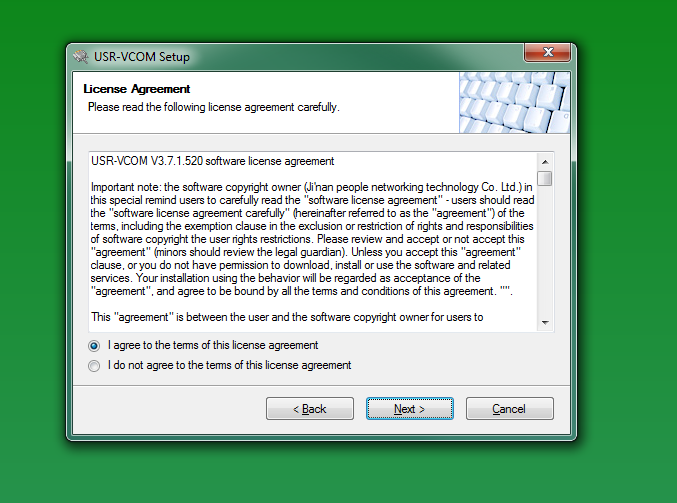 USR-VCOM Setup
License Agreement
Please read the following license agreement carefully.
USR-VCOM V3.7.1.520 software license agreement
Important note: the software copyright owner (Ji'nan people networking technology Co. Ltd.) in
this special remind users to carefully read the "software license agreement" - users should read
the "software license agreement carefully" (hereinafter referred to as the "agreement") of the
terms, including the exemption clause in the exclusion or restriction of rights and responsibilities
of software copyright the user rights restrictions. Please review and accept or not accept this
"agreement" (minors should review the legal guardian). Unless you accept this "agreement"
clause, or you do not have permission to download, install or use the software and related
services. Your installation using the behavior will be regarded as acceptance of the
"agreement", and agree to be bound by all the terms and conditions of this agreement. "".
This "agreement" is between the user and the software copyright owner for users to
I agree to the terms of this license agreement
I do not agree to the terms of this license agreement
< Back
Next >
Cancel